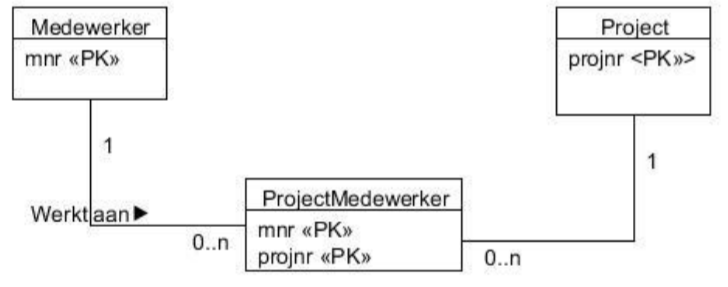 Medewerker
mnr «PK»
Project
projnr <PK»>
1
1
Werkt aan ▶
0..n
ProjectMedewerker
mnr «PK»
projnr «PK»
0..n